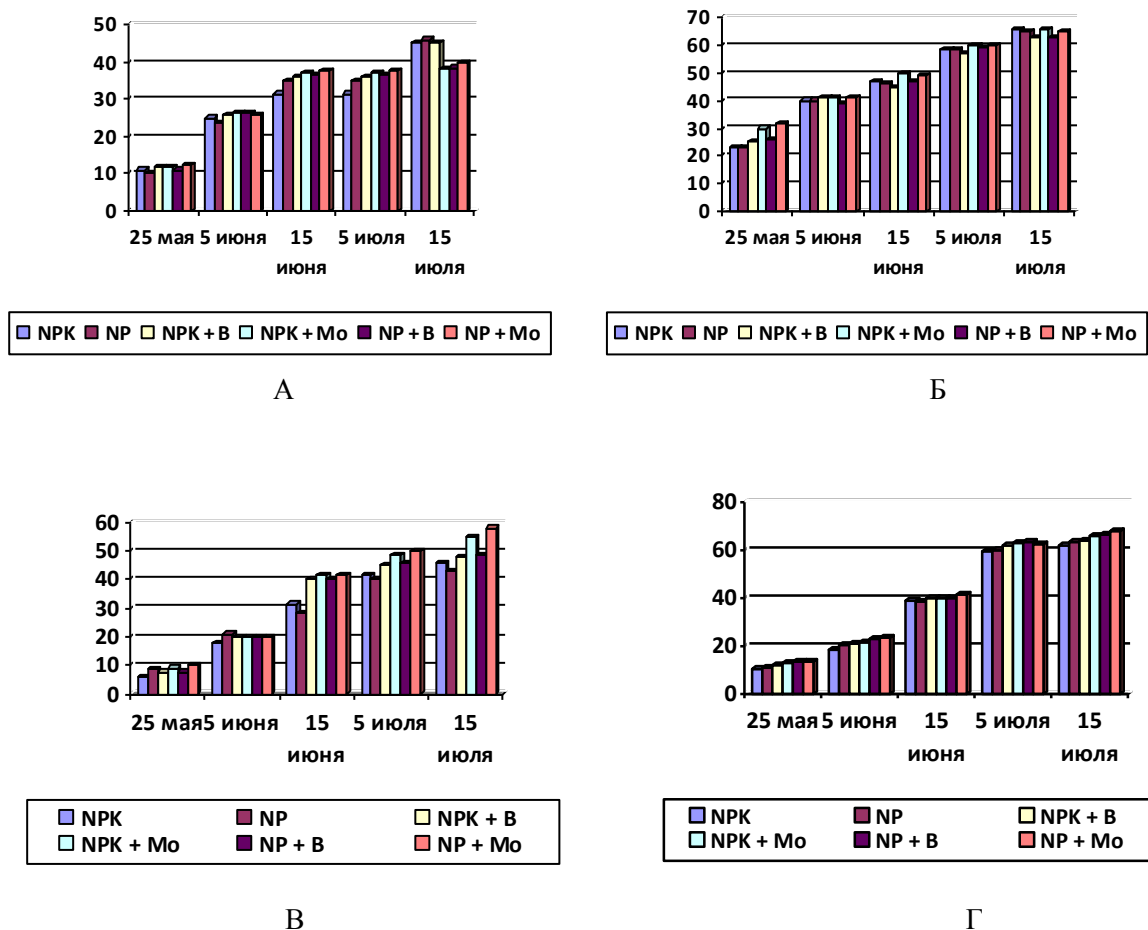 50
40
30
20
10
0
25 мая 5 июня 15 июня 5 июля 15 июля
NPK NP NPK + B NPK + Mo NP + B NP + Mo
А
70
60
50
40
30
20
10
0
25 мая 5 июня 15 июня 5 июля 15 июля
NPK NP NPK + B NPK + Mo NP + B NP + Mo
Б
60
50
40
30
20
10
0
25 мая 5 июня 15 июня 5 июля 15 июля
NPK NP NPK + B
NPK + Mo NP + B NP + Mo
В
80
60
40
20
0
25 мая 5 июня 15 июня 5 июля 15 июля
NPK NP NPK + B
NPK + Mo NP + B NP + Mo
Г